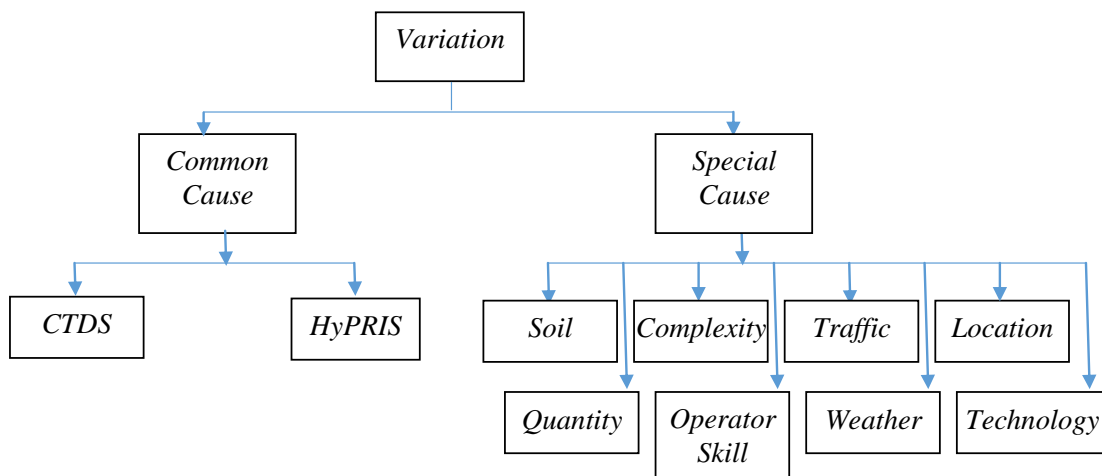 Variation
Common
Cause
Special
Cause
CTDS
HyPRIS
Soil
Complexity
Traffic
Location
Quantity
Operator
Skill
Weather
Technology